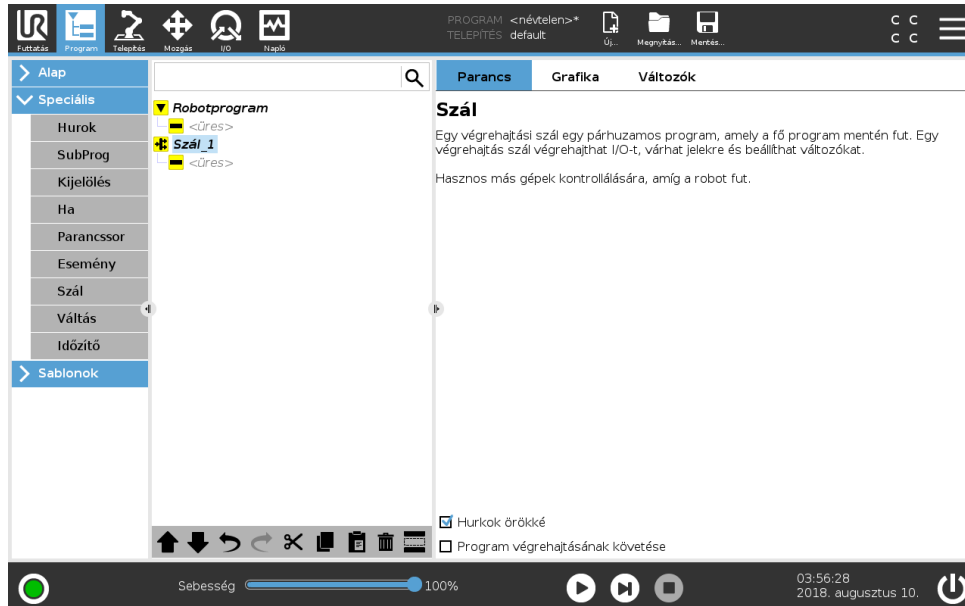 PROGRAM <névtelen>*
TELEPÍTÉS default
C C
C C
UR
Futtatás Program Telepítés Mozgás I/O Napló
Új... Megnyitás... Mentés...
Alap
Speciális
Hurok
SubProg
Kijelölés
Ha
Parancssor
Esemény
Szál
Váltás
Időzítő
Sablonok
Robotprogram
<üres>
Szál_1
<üres>
Parancs Grafika Változók
Szál
Egy végrehajtási szál egy párhuzamos program, amely a fő program mentén fut. Egy
végrehajtás szál végrehajthat I/O-t, várhat jelekre és beállíthat változókat.
Hasznos más gépek kontrollálására, amíg a robot fut.
Hurkok örökké
Program végrehajtásának követése
Sebesség 100%
03:56:28
2018. augusztus 10.